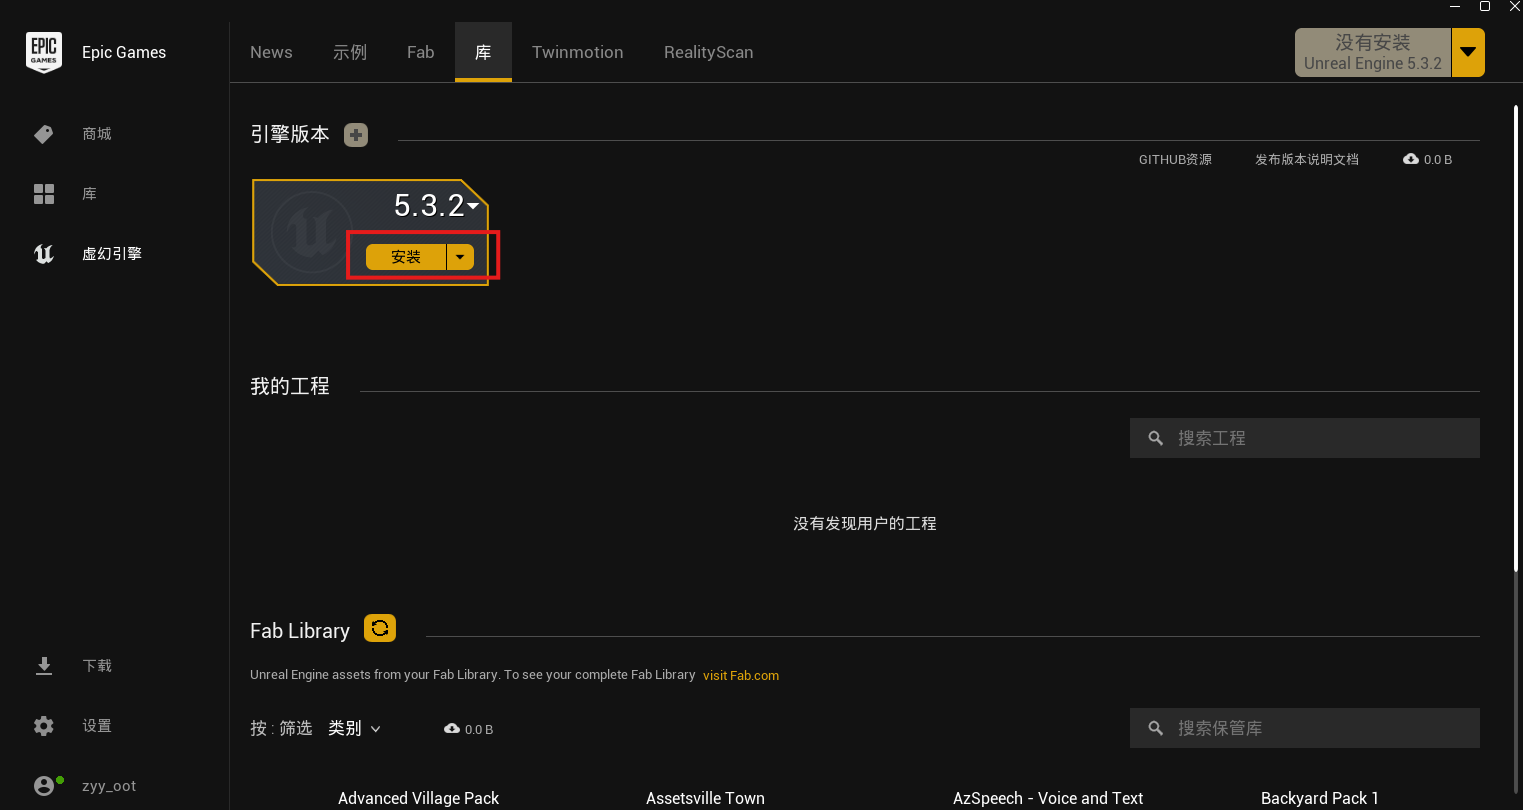 EPIC
GAMES
Epic Games
News 示例 Fab 库 Twinmotion RealityScan
没有安装
Unreal Engine 5.3.2
商城
库
虚幻引擎
引擎版本
GITHUB资源 发布版本说明文档 0.0 B
5.3.2
安装
我的工程
搜索工程
没有发现用户的工程
Fab Library
Unreal Engine assets from your Fab Library. To see your complete Fab Library visit Fab.com
按 : 筛选 类别 0.0 B
搜索保管库
Advanced Village Pack Assetsville Town AzSpeech - Voice and Text Backyard Pack 1
下载
设置
zyy_oot